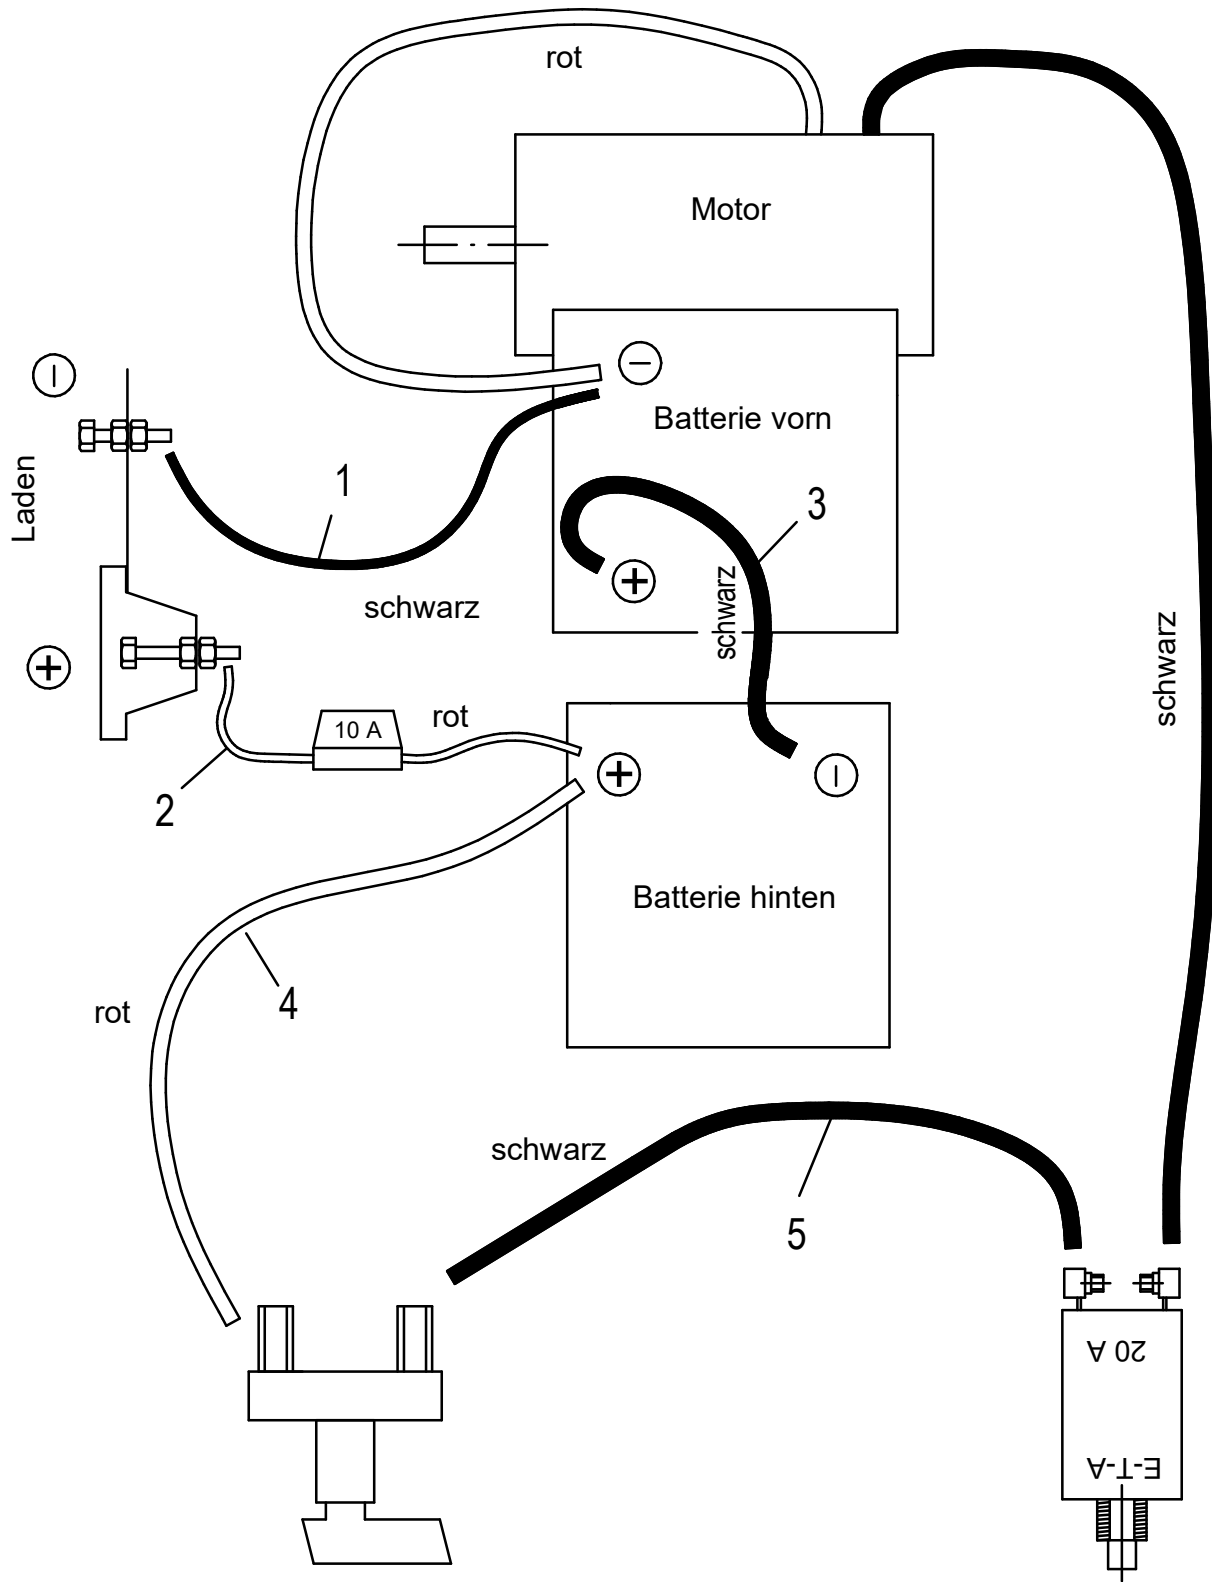 rot
Motor
−
−
Batterie vorn
Laden
1
3
+
schwarz
schwarz
schwarz
+
10 A
rot
2
+
−
Batterie hinten
4
rot
schwarz
5
20 A
E-T-A